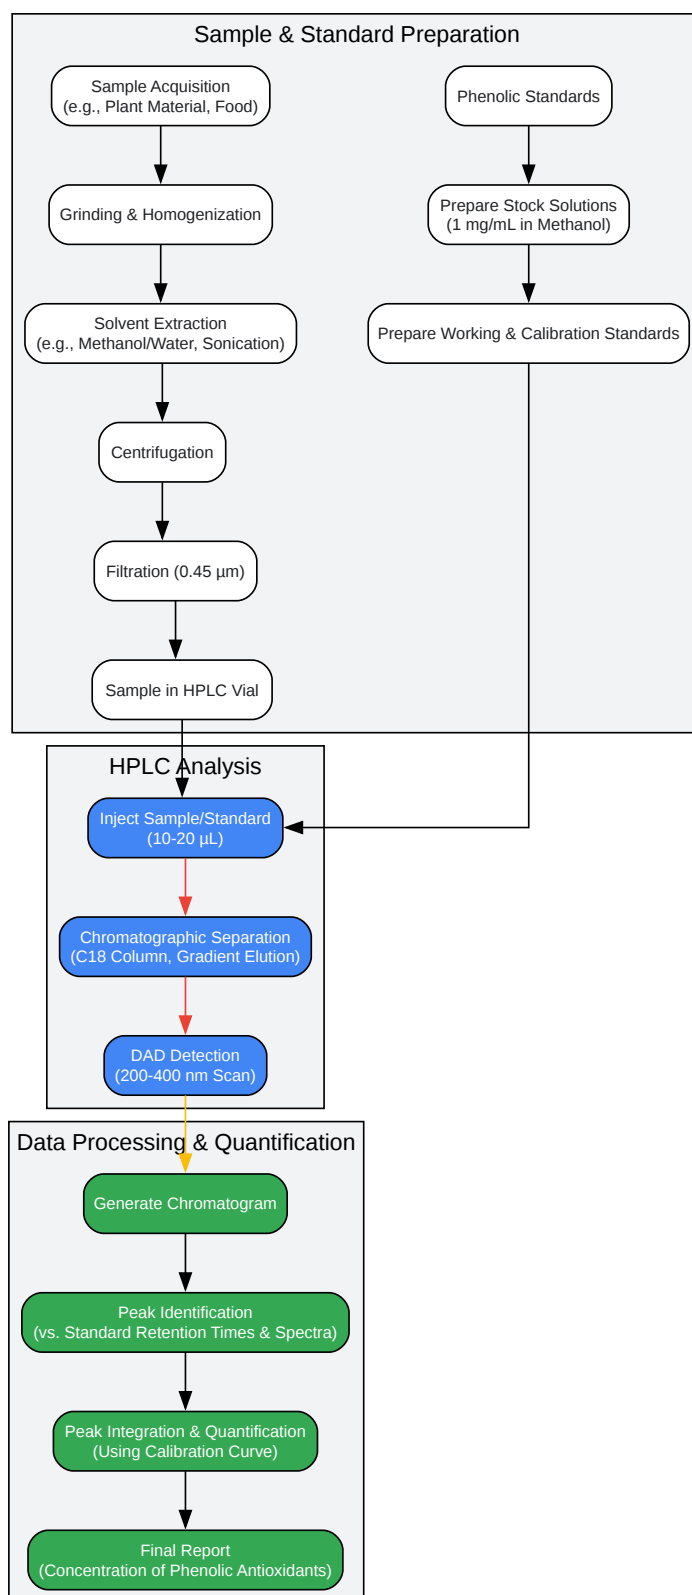 Sample & Standard Preparation
Sample Acquisition
(e.g., Plant Material, Food)
Phenolic Standards
Grinding & Homogenization
Prepare Stock Solutions
(1 mg/mL in Methanol)
Solvent Extraction
(e.g., Methanol/Water, Sonication)
Prepare Working & Calibration Standards
Centrifugation
Filtration (0.45 µm)
Sample in HPLC Vial
HPLC Analysis
Inject Sample/Standard
(10-20 µL)
Chromatographic Separation
(C18 Column, Gradient Elution)
DAD Detection
(200-400 nm Scan)
Data Processing & Quantification
Generate Chromatogram
Peak Identification
(vs. Standard Retention Times & Spectra)
Peak Integration & Quantification
(Using Calibration Curve)
Final Report
(Concentration of Phenolic Antioxidants)